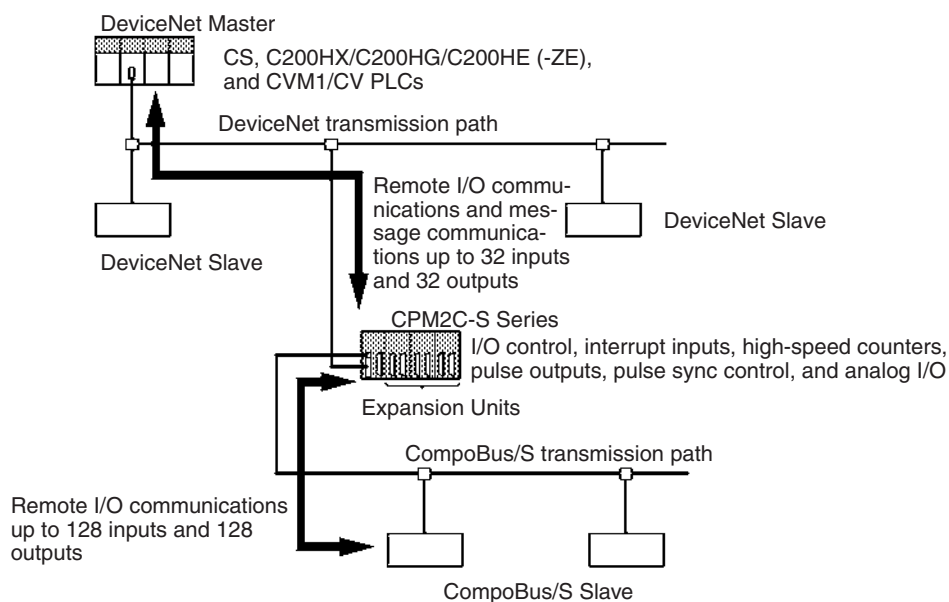 DeviceNet Master
CS, C200HX/C200HG/C200HE (-ZE),
and CVM1/CV PLCs
DeviceNet transmission path
Remote I/O commu-
nications and mes-
sage communica-
tions up to 32 inputs
and 32 outputs
DeviceNet Slave
DeviceNet Slave
CPM2C-S Series
I/O control, interrupt inputs, high-speed counters,
pulse outputs, pulse sync control, and analog I/O
Expansion Units
CompoBus/S transmission path
Remote I/O communications
up to 128 inputs and 128
outputs
CompoBus/S Slave